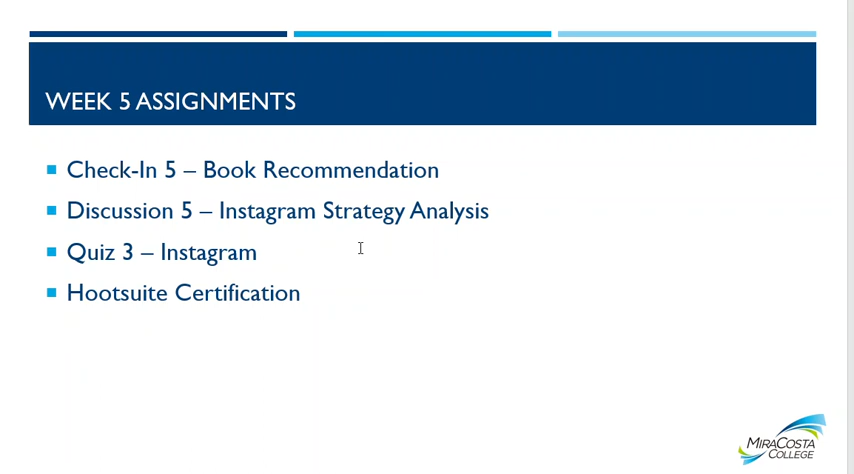 WEEK 5 ASSIGNMENTS
Check-In 5 – Book Recommendation
Discussion 5 – Instagram Strategy Analysis
Quiz 3 – Instagram
Hootsuite Certification
MIRACOSTA
COLLEGE